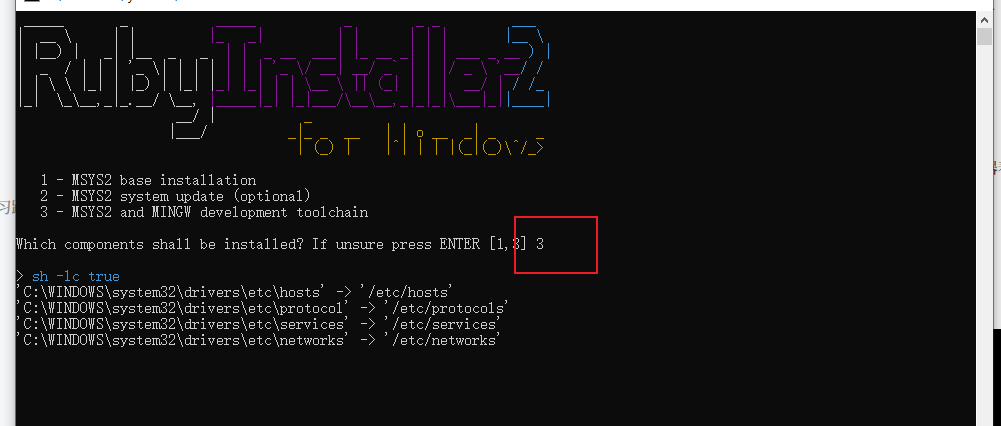 RubyInstaller2
for Windows
1 - MSYS2 base installation
2 - MSYS2 system update (optional)
3 - MSYS2 and MINGW development toolchain
Which components shall be installed? If unsure press ENTER [1,3] 3
> sh -lc true
'C:\WINDOWS\system32\drivers\etc\hosts' -> '/etc/hosts'
'C:\WINDOWS\system32\drivers\etc\protocol' -> '/etc/protocols'
'C:\WINDOWS\system32\drivers\etc\services' -> '/etc/services'
'C:\WINDOWS\system32\drivers\etc\networks' -> '/etc/networks'